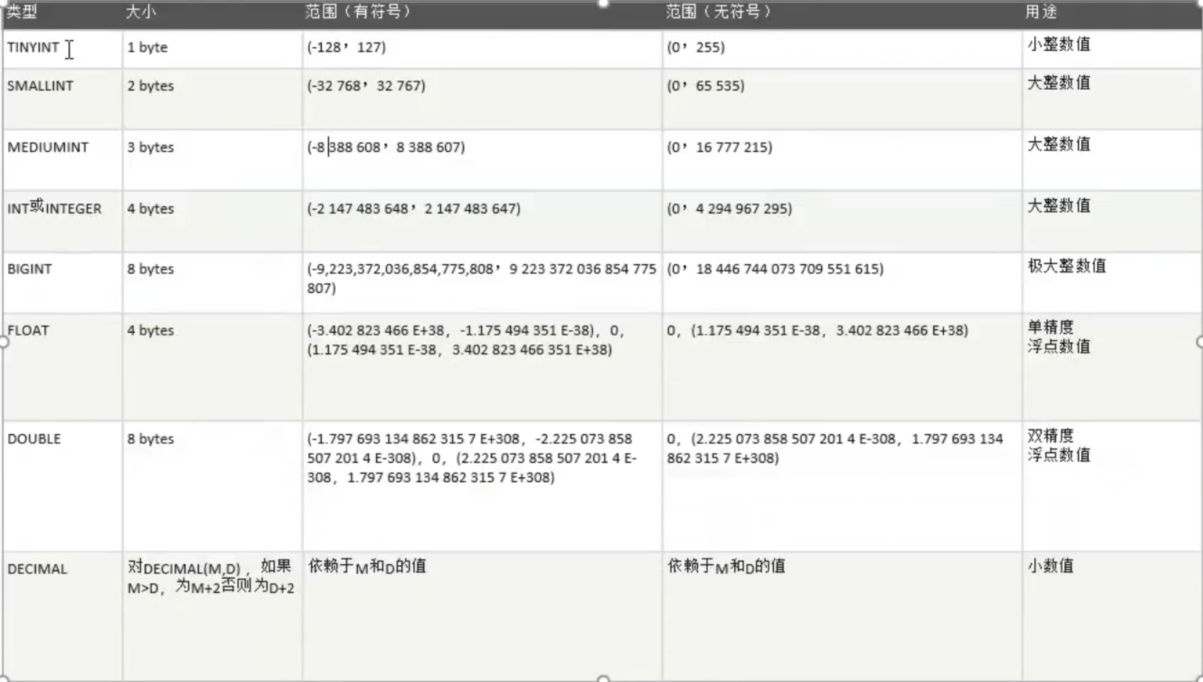 类型 大小 范围（有符号） 范围（无符号） 用途
TINYINT 1 byte (-128，127) (0，255) 小整数值
SMALLINT 2 bytes (-32 768，32 767) (0，65 535) 大整数值
MEDIUMINT 3 bytes (-8 388 608，8 388 607) (0，16 777 215) 大整数值
INT或INTEGER 4 bytes (-2 147 483 648，2 147 483 647) (0，4 294 967 295) 大整数值
BIGINT 8 bytes (-9,223,372,036,854,775,808，9 223 372 036 854 775 (0，18 446 744 073 709 551 615) 极大整数值
807)
FLOAT 4 bytes (-3.402 823 466 E+38，-1.175 494 351 E-38)，0， 0，(1.175 494 351 E-38，3.402 823 466 E+38) 单精度
(1.175 494 351 E-38，3.402 823 466 351 E+38) 浮点数值
DOUBLE 8 bytes (-1.797 693 134 862 315 7 E+308，-2.225 073 858 0，(2.225 073 858 507 201 4 E-308，1.797 693 134 双精度
507 201 4 E-308)，0，(2.225 073 858 507 201 4 E- 862 315 7 E+308) 浮点数值
308，1.797 693 134 862 315 7 E+308)
DECIMAL 对DECIMAL(M,D) ，如果 依赖于M和D的值 依赖于M和D的值 小数值
M>D，为M+2否则为D+2